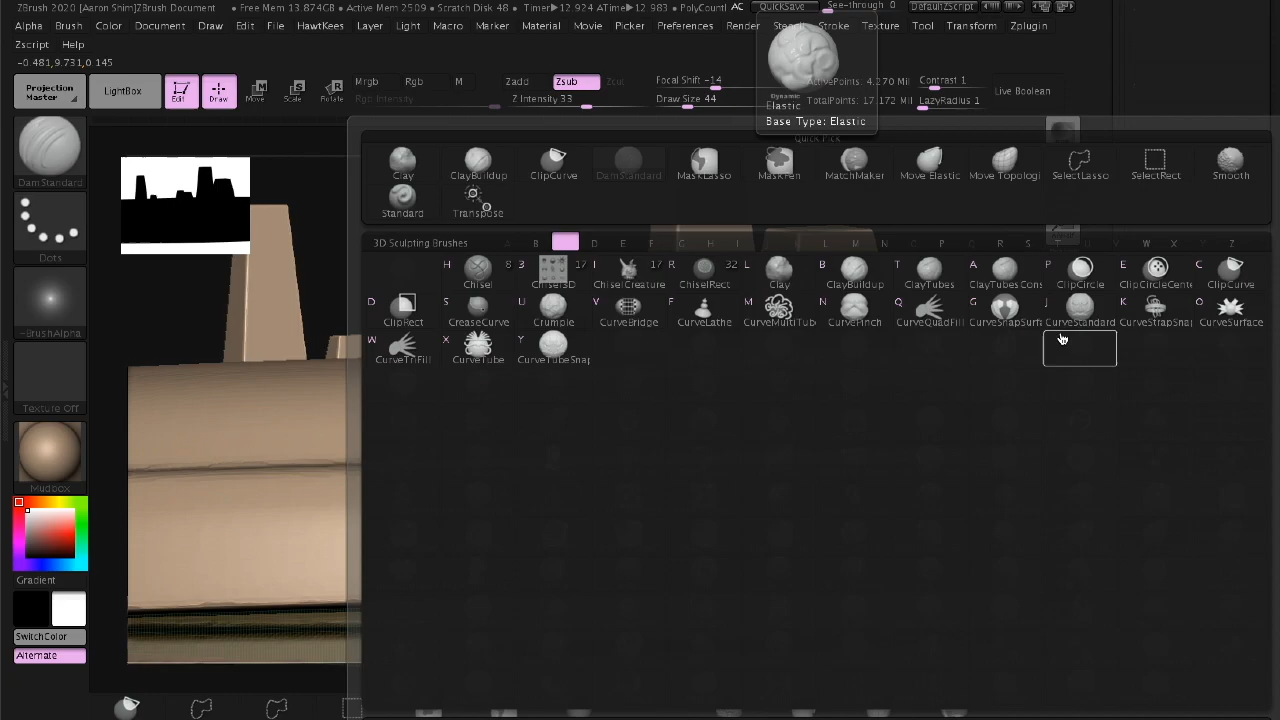 ZBrush 2020 [Aaron Shim]ZBrush Document • Free Mem 13.874GB • Active Mem 2509 • Scratch Disk 48 • Timer▶12.924 ATime▶12.983 • PolyCount AC QuickSave See-through 0 DefaultZScript
Alpha Brush Color Document Draw Edit File HawtKees Layer Light Macro Marker Material Movie Picker Preferences Render Stencil Stroke Texture Tool Transform Zplugin
Zscript Help
-0.481,9.731,0.145
Projection Master LightBox Edit Draw Move Scale Rotate
Mrgb Rgb M Zadd Zsub Zcut Focal Shift -14 ActivePoints: 4.270 Mil Contrast 1
Rgb Intensity Z Intensity 33 Draw Size 44 TotalPoints: 17.172 Mil LazyRadius 1 Live Boolean
Dynamic
Elastic
Base Type: Elastic
Quick Pick
Clay ClayBuildup ClipCurve DamStandard MaskLasso MaskPen MatchMaker Move Elastic Move Topologi SelectLasso SelectRect Smooth
Standard Transpose
3D Sculpting Brushes A B D E F G H I L M N O P Q R S T U V W X Z
H 8 3 17 I 17 R 32 L B T A P E C
Chisel Chisel3D ChiselCreature ChiselRect Clay ClayBuildup ClayTubes ClayTubesCons ClipCircle ClipCircleCente ClipCurve
D S U V F M N Q G J K O
ClipRect CreaseCurve Crumple CurveBridge CurveLathe CurveMultiTube CurvePinch CurveQuadFill CurveSnapSurfa CurveStandard CurveStrapSnap CurveSurface
W X Y
CurveTriFill CurveTube CurveTubeSnap
DamStandard
Dots
~BrushAlpha
Texture Off
Mudbox
Gradient
SwitchColor
Alternate